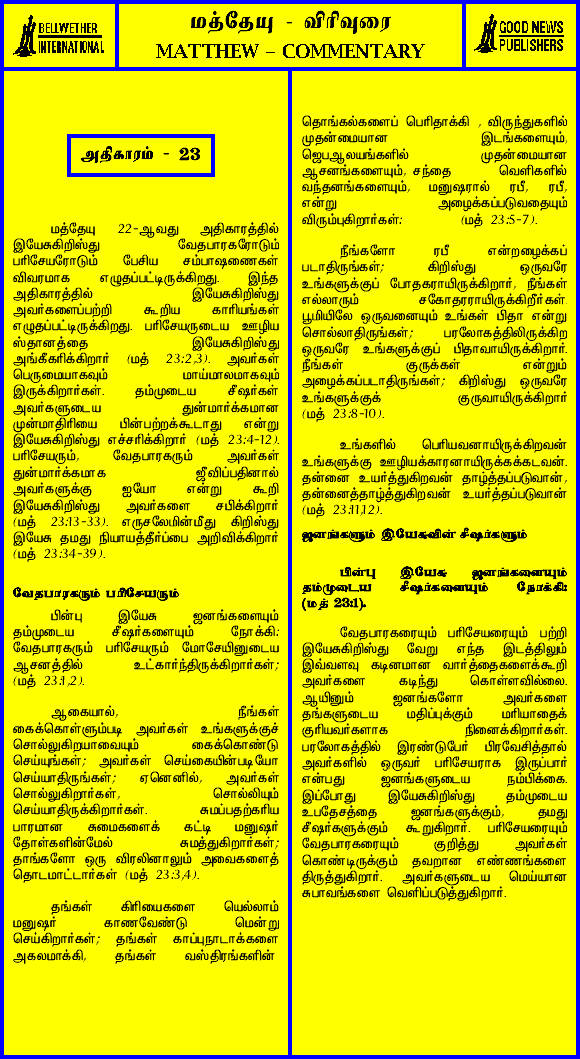 BELLWETHER
INTERNATIONAL
மத்தேயு - விரிவுரை
MATTHEW – COMMENTARY
GOOD NEWS
PUBLISHERS
அதிகாரம் - 23
மத்தேயு 22-ஆவது அதிகாரத்தில்
இயேசுகிறிஸ்து வேதபாரகரோடும்
பரிசேயரோடும் பேசிய சம்பாஷணைகள்
விவரமாக எழுதப்பட்டிருக்கிறது. இந்த
அதிகாரத்தில் இயேசுகிறிஸ்து
அவர்களைப்பற்றி கூறிய காரியங்கள்
எழுதப்பட்டிருக்கிறது. பரிசேயருடைய ஊழிய
ஸ்தானத்தை இயேசுகிறிஸ்து
அங்கீகரிக்கிறார் (மத் 23:2,3). அவர்கள்
பெருமையாகவும் மாய்மாலமாகவும்
இருக்கிறார்கள். தம்முடைய சீஷர்கள்
அவர்களுடைய துன்மார்க்கமான
முன்மாதிரியை பின்பற்றக்கூடாது என்று
இயேசுகிறிஸ்து எச்சரிக்கிறார் (மத் 23:4-12).
பரிசேயரும், வேதபாரகரும் அவர்கள்
துன்மார்க்கமாக ஜீவிப்பதினால்
அவர்களுக்கு ஐயோ என்று கூறி
இயேசுகிறிஸ்து அவர்களை சபிக்கிறார்
(மத் 23:13-33). எருசலேமின்மீது கிறிஸ்து
இயேசு தமது நியாயத்தீர்ப்பை அறிவிக்கிறார்
(மத் 23:34-39).
வேதபாரகரும் பரிசேயரும்
பின்பு இயேசு ஜனங்களையும்
தம்முடைய சீஷர்களையும் நோக்கி:
வேதபாரகரும் பரிசேயரும் மோசேயினுடைய
ஆசனத்தில் உட்கார்ந்திருக்கிறார்கள்;
(மத் 23:1,2).
ஆகையால், நீங்கள்
கைக்கொள்ளும்படி அவர்கள் உங்களுக்குச்
சொல்லுகிறயாவையும் கைக்கொண்டு
செய்யுங்கள்; அவர்கள் செய்கையின்படியோ
செய்யாதிருங்கள்; ஏனெனில், அவர்கள்
சொல்லுகிறார்கள், சொல்லியும்
செய்யாதிருக்கிறார்கள். சுமப்பதற்கரிய
பாரமான சுமைகளைக் கட்டி மனுஷர்
தோள்களின்மேல் சுமத்துகிறார்கள்;
தாங்களோ ஒரு விரலினாலும் அவைகளைத்
தொடமாட்டார்கள் (மத் 23:3,4).
தங்கள் கிரியைகளை யெல்லாம்
மனுஷர் காணவேண்டு மென்று
செய்கிறார்கள்; தங்கள் காப்புநாடாக்களை
அகலமாக்கி, தங்கள் வஸ்திரங்களின்
தொங்கல்களைப் பெரிதாக்கி , விருந்துகளில்
முதன்மையான இடங்களையும்,
ஜெபஆலயங்களில் முதன்மையான
ஆசனங்களையும், சந்தை வெளிகளில்
வந்தனங்களையும், மனுஷரால் ரபீ, ரபீ,
என்று அழைக்கப்படுவதையும்
விரும்புகிறார்கள்: (மத் 23:5-7).
நீங்களோ ரபீ என்றழைக்கப்
படாதிருங்கள்; கிறிஸ்து ஒருவரே
உங்களுக்குப் போதகராயிருக்கிறார், நீங்கள்
எல்லாரும் சகோதரராயிருக்கிறீர்கள்.
பூமியிலே ஒருவனையும் உங்கள் பிதா என்று
சொல்லாதிருங்கள்; பரலோகத்திலிருக்கிற
ஒருவரே உங்களுக்குப் பிதாவாயிருக்கிறார்.
நீங்கள் குருக்கள் என்றும்
அழைக்கப்படாதிருங்கள்; கிறிஸ்து ஒருவரே
உங்களுக்குக் குருவாயிருக்கிறார்
(மத் 23:8-10).
உங்களில் பெரியவனாயிருக்கிறவன்
உங்களுக்கு ஊழியக்காரனாயிருக்கக்கடவன்.
தன்னை உயர்த்துகிறவன் தாழ்த்தப்படுவான்,
தன்னைத்தாழ்த்துகிறவன் உயர்த்தப்படுவான்
(மத் 23:11,12).
ஜனங்களும் இயேசுவின் சீஷர்களும்
பின்பு இயேசு ஜனங்களையும்
தம்முடைய சீஷர்களையும் நோக்கி:
(மத் 23:1).
வேதபாரகரையும் பரிசேயரையும் பற்றி
இயேசுகிறிஸ்து வேறு எந்த இடத்திலும்
இவ்வளவு கடினமான வார்த்தைகளைக்கூறி
அவர்களை கடிந்து கொள்ளவில்லை.
ஆயினும் ஜனங்களோ அவர்களை
தங்களுடைய மதிப்புக்கும் மரியாதைக்
குரியவர்களாக நினைக்கிறார்கள்.
பரலோகத்தில் இரண்டுபேர் பிரவேசித்தால்
அவர்களில் ஒருவர் பரிசேயராக இருப்பார்
என்பது ஜனங்களுடைய நம்பிக்கை.
இப்போது இயேசுகிறிஸ்து தம்முடைய
உபதேசத்தை ஜனங்களுக்கும், தமது
சீஷர்களுக்கும் கூறுகிறார். பரிசேயரையும்
வேதபாரகரையும் குறித்து அவர்கள்
கொண்டிருக்கும் தவறான எண்ணங்களை
திருத்துகிறார். அவர்களுடைய மெய்யான
சுபாவங்களை வெளிப்படுத்துகிறார்.